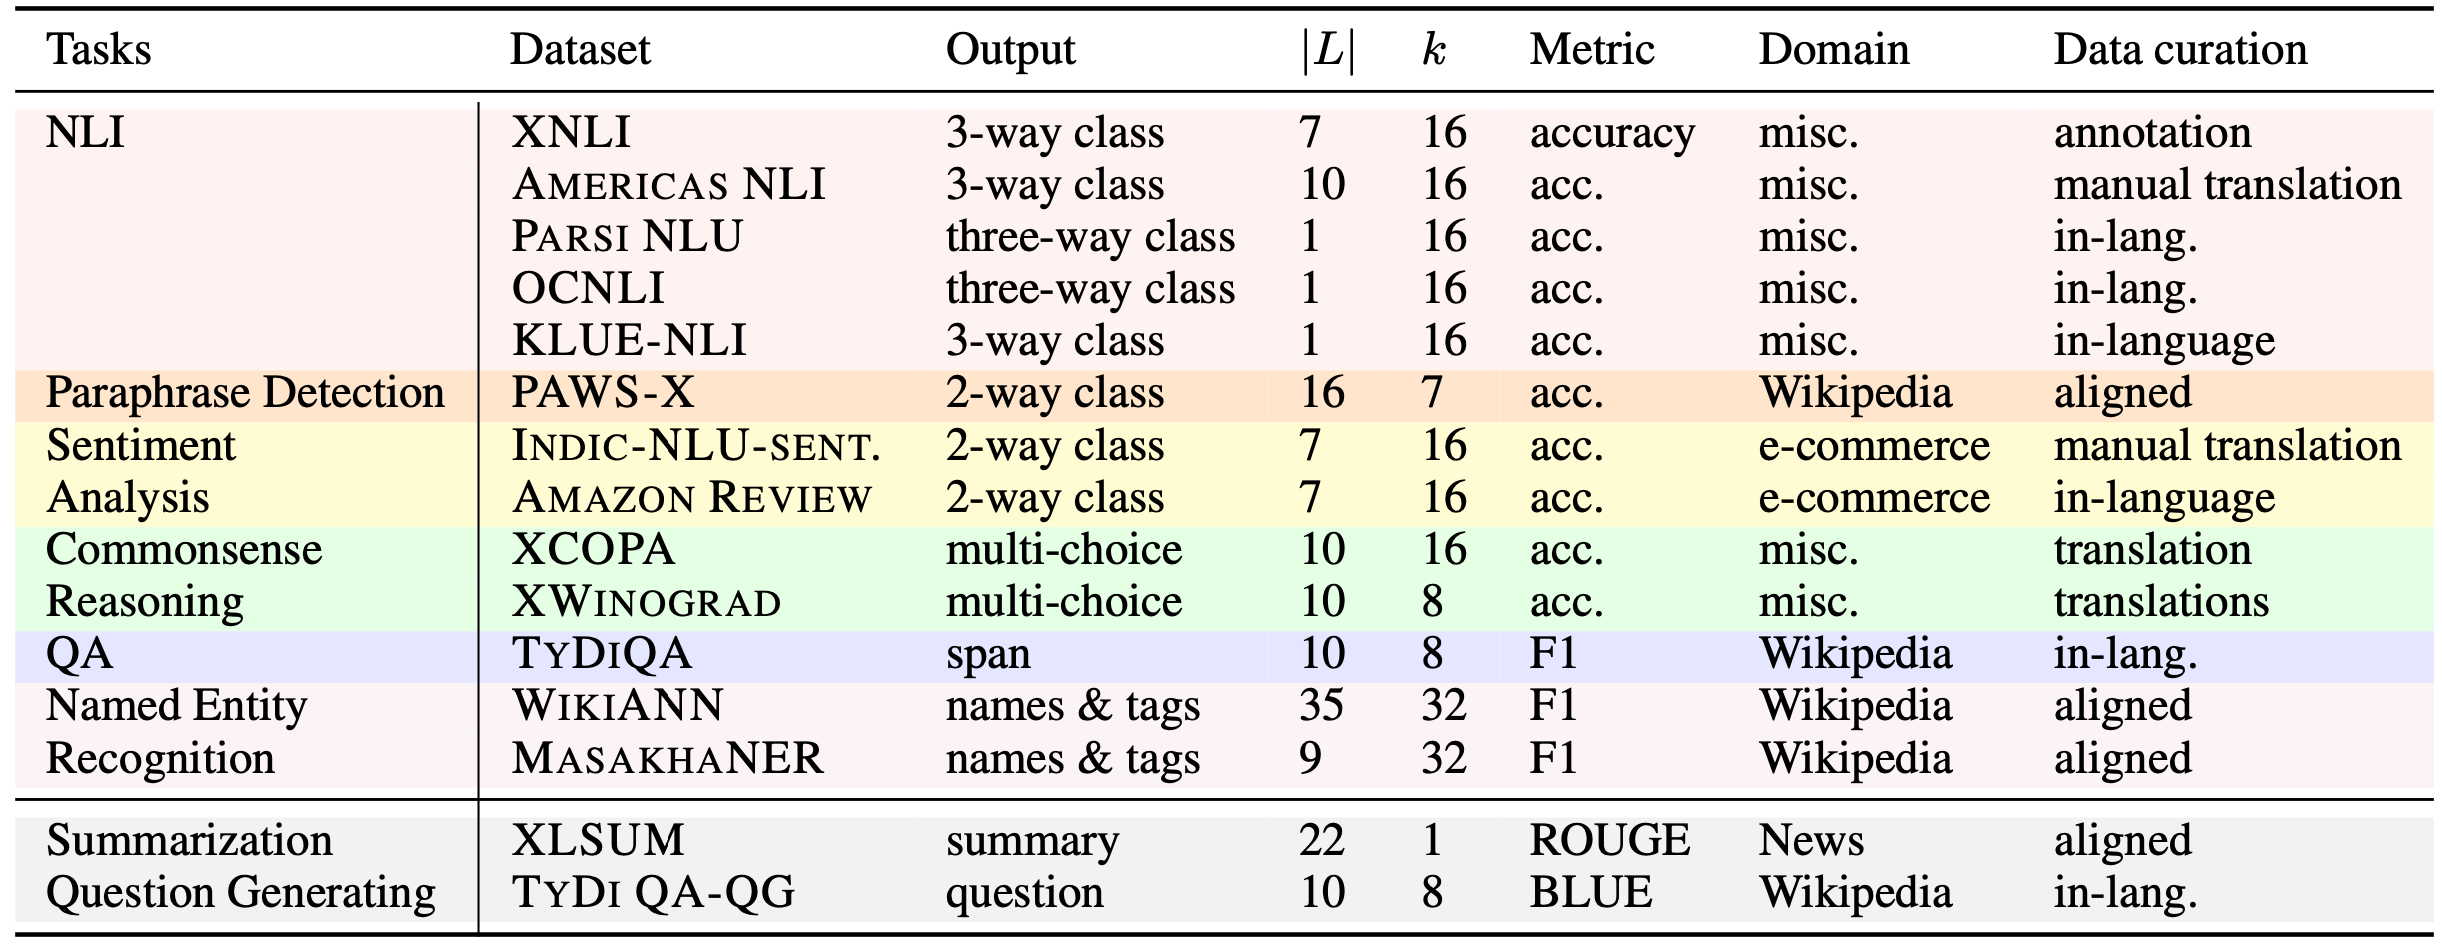 Tasks Dataset Output |L| k Metric Domain Data curation
NLI XNLI 3-way class 7 16 accuracy misc. annotation
AMERICAS NLI 3-way class 10 16 acc. misc. manual translation
PARSI NLU three-way class 1 16 acc. misc. in-lang.
OCNLI three-way class 1 16 acc. misc. in-lang.
KLUE-NLI 3-way class 1 16 acc. misc. in-language
Paraphrase Detection PAWS-X 2-way class 16 7 acc. Wikipedia aligned
Sentiment INDIC-NLU-SENT. 2-way class 7 16 acc. e-commerce manual translation
Analysis AMAZON REVIEW 2-way class 7 16 acc. e-commerce in-language
Commonsense XCOPA multi-choice 10 16 acc. misc. translation
Reasoning XWINOGRAD multi-choice 10 8 acc. misc. translations
QA TYDIQA span 10 8 F1 Wikipedia in-lang.
Named Entity WIKIANN names & tags 35 32 F1 Wikipedia aligned
Recognition MASAKHANER names & tags 9 32 F1 Wikipedia aligned
Summarization XLSUM summary 22 1 ROUGE News aligned
Question Generating TYDI QA-QG question 10 8 BLUE Wikipedia in-lang.